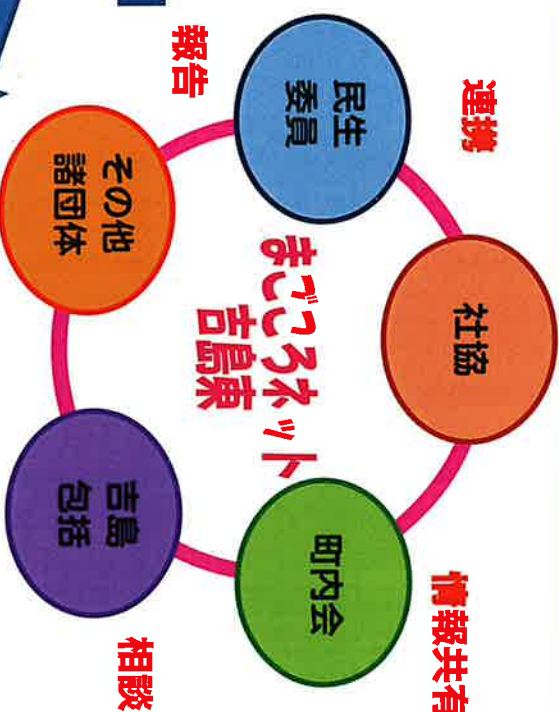 社協
連携
情報共有
民生
委員
町内会
まごころネット
吉島東
報告
相談
その他
諸団体
吉島
包括